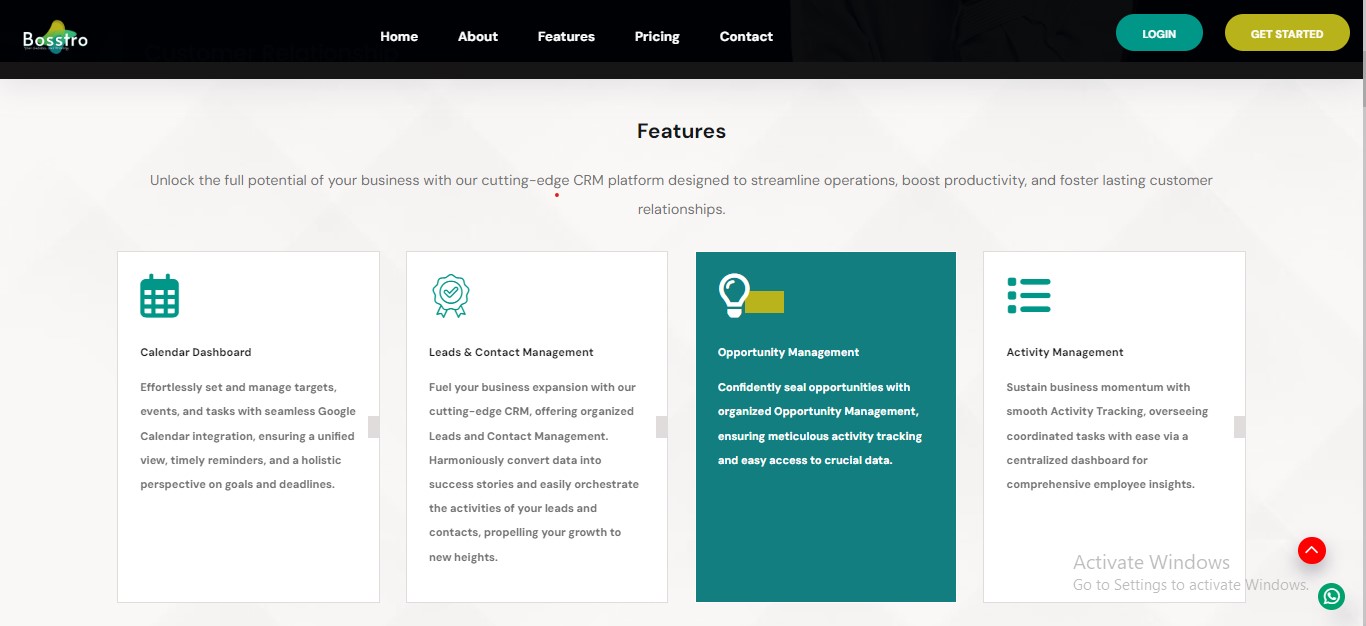 Bosstro
Home
About
Features
Pricing
Contact
LOGIN
GET STARTED
Features
Unlock the full potential of your business with our cutting-edge CRM platform designed to streamline operations, boost productivity, and foster lasting customer
relationships.
Calendar Dashboard
Effortlessly set and manage targets,
events, and tasks with seamless Google
Calendar integration, ensuring a unified
view, timely reminders, and a holistic
perspective on goals and deadlines.
Leads & Contact Management
Fuel your business expansion with our
cutting-edge CRM, offering organized
Leads and Contact Management.
Harmoniously convert data into
success stories and easily orchestrate
the activities of your leads and
contacts, propelling your growth to
new heights.
Opportunity Management
Confidently seal opportunities with
organized Opportunity Management,
ensuring meticulous activity tracking
and easy access to crucial data.
Activity Management
Sustain business momentum with
smooth Activity Tracking, overseeing
coordinated tasks with ease via a
centralized dashboard for
comprehensive employee insights.
Activate Windows
Go to Settings to activate Windows.